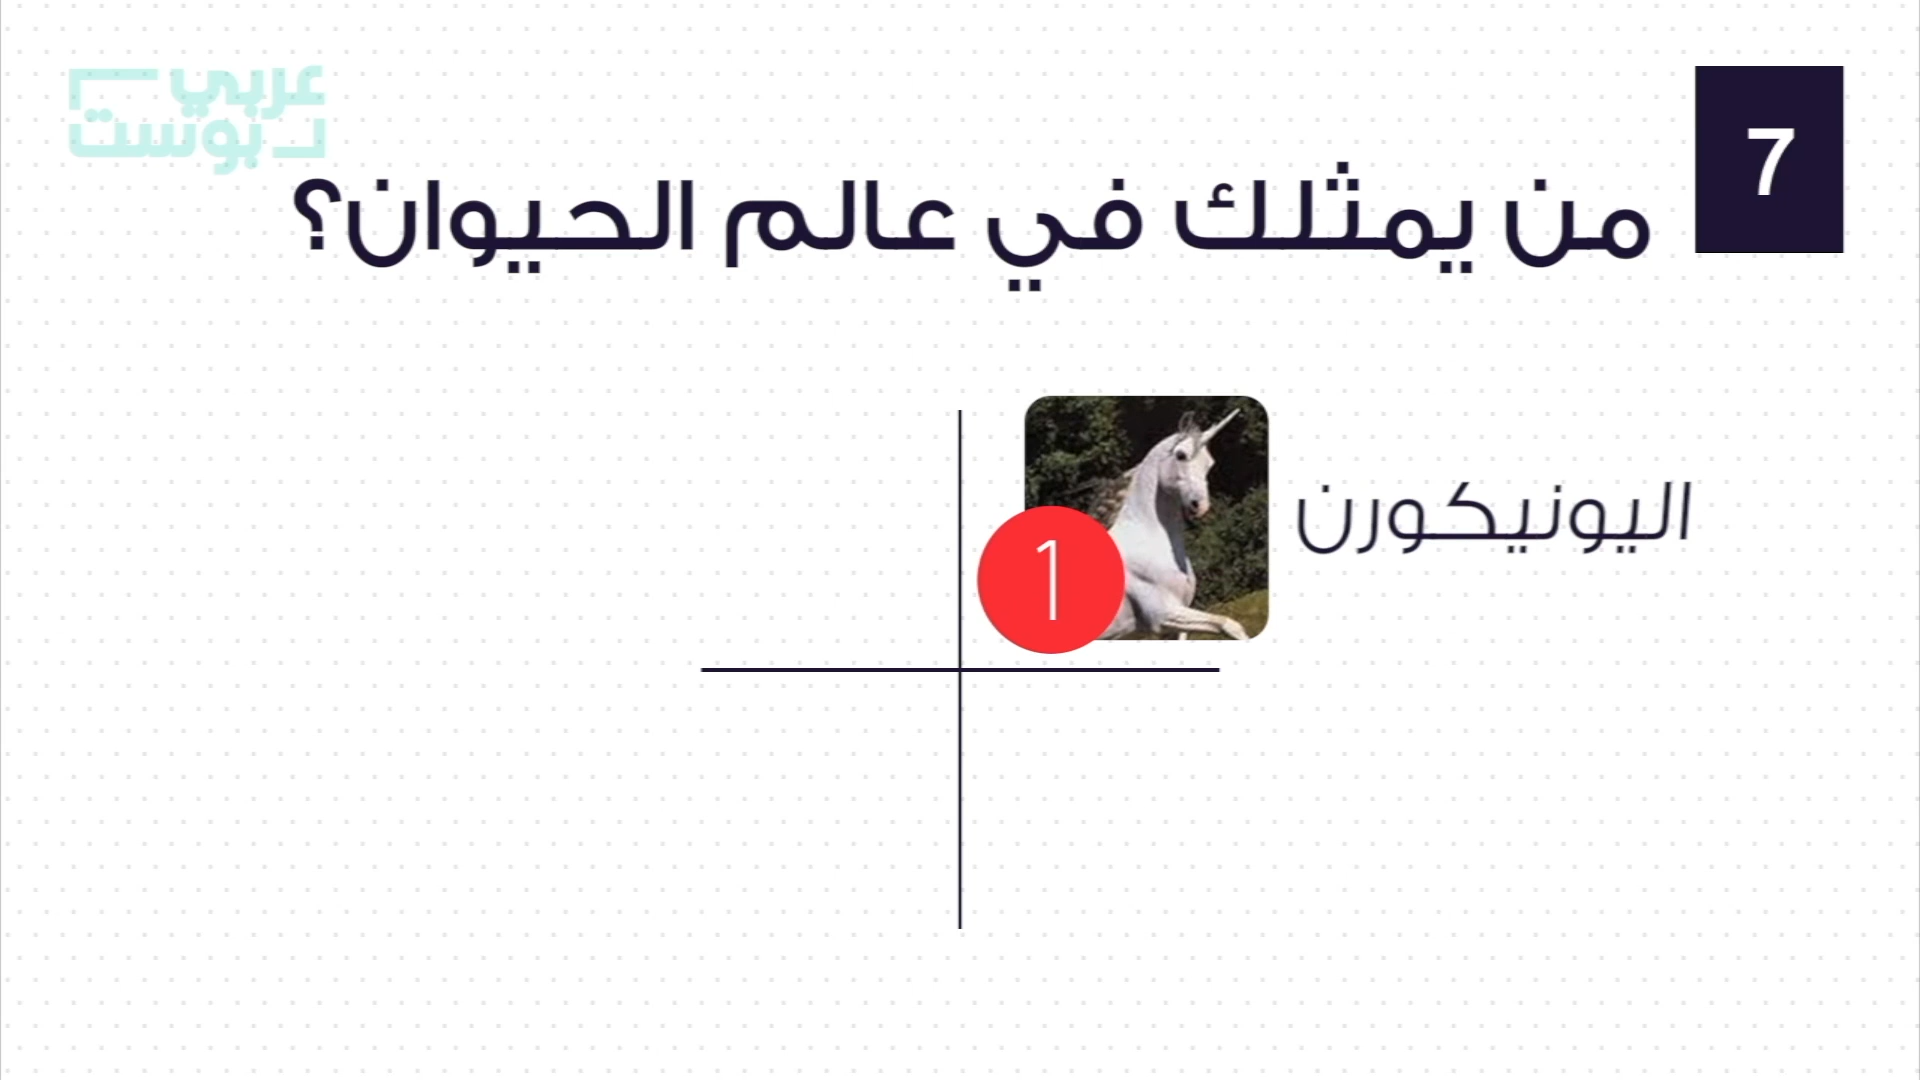 عربي
بوست
7
من يمثلك في عالم الحيوان؟
اليونيكورن
1